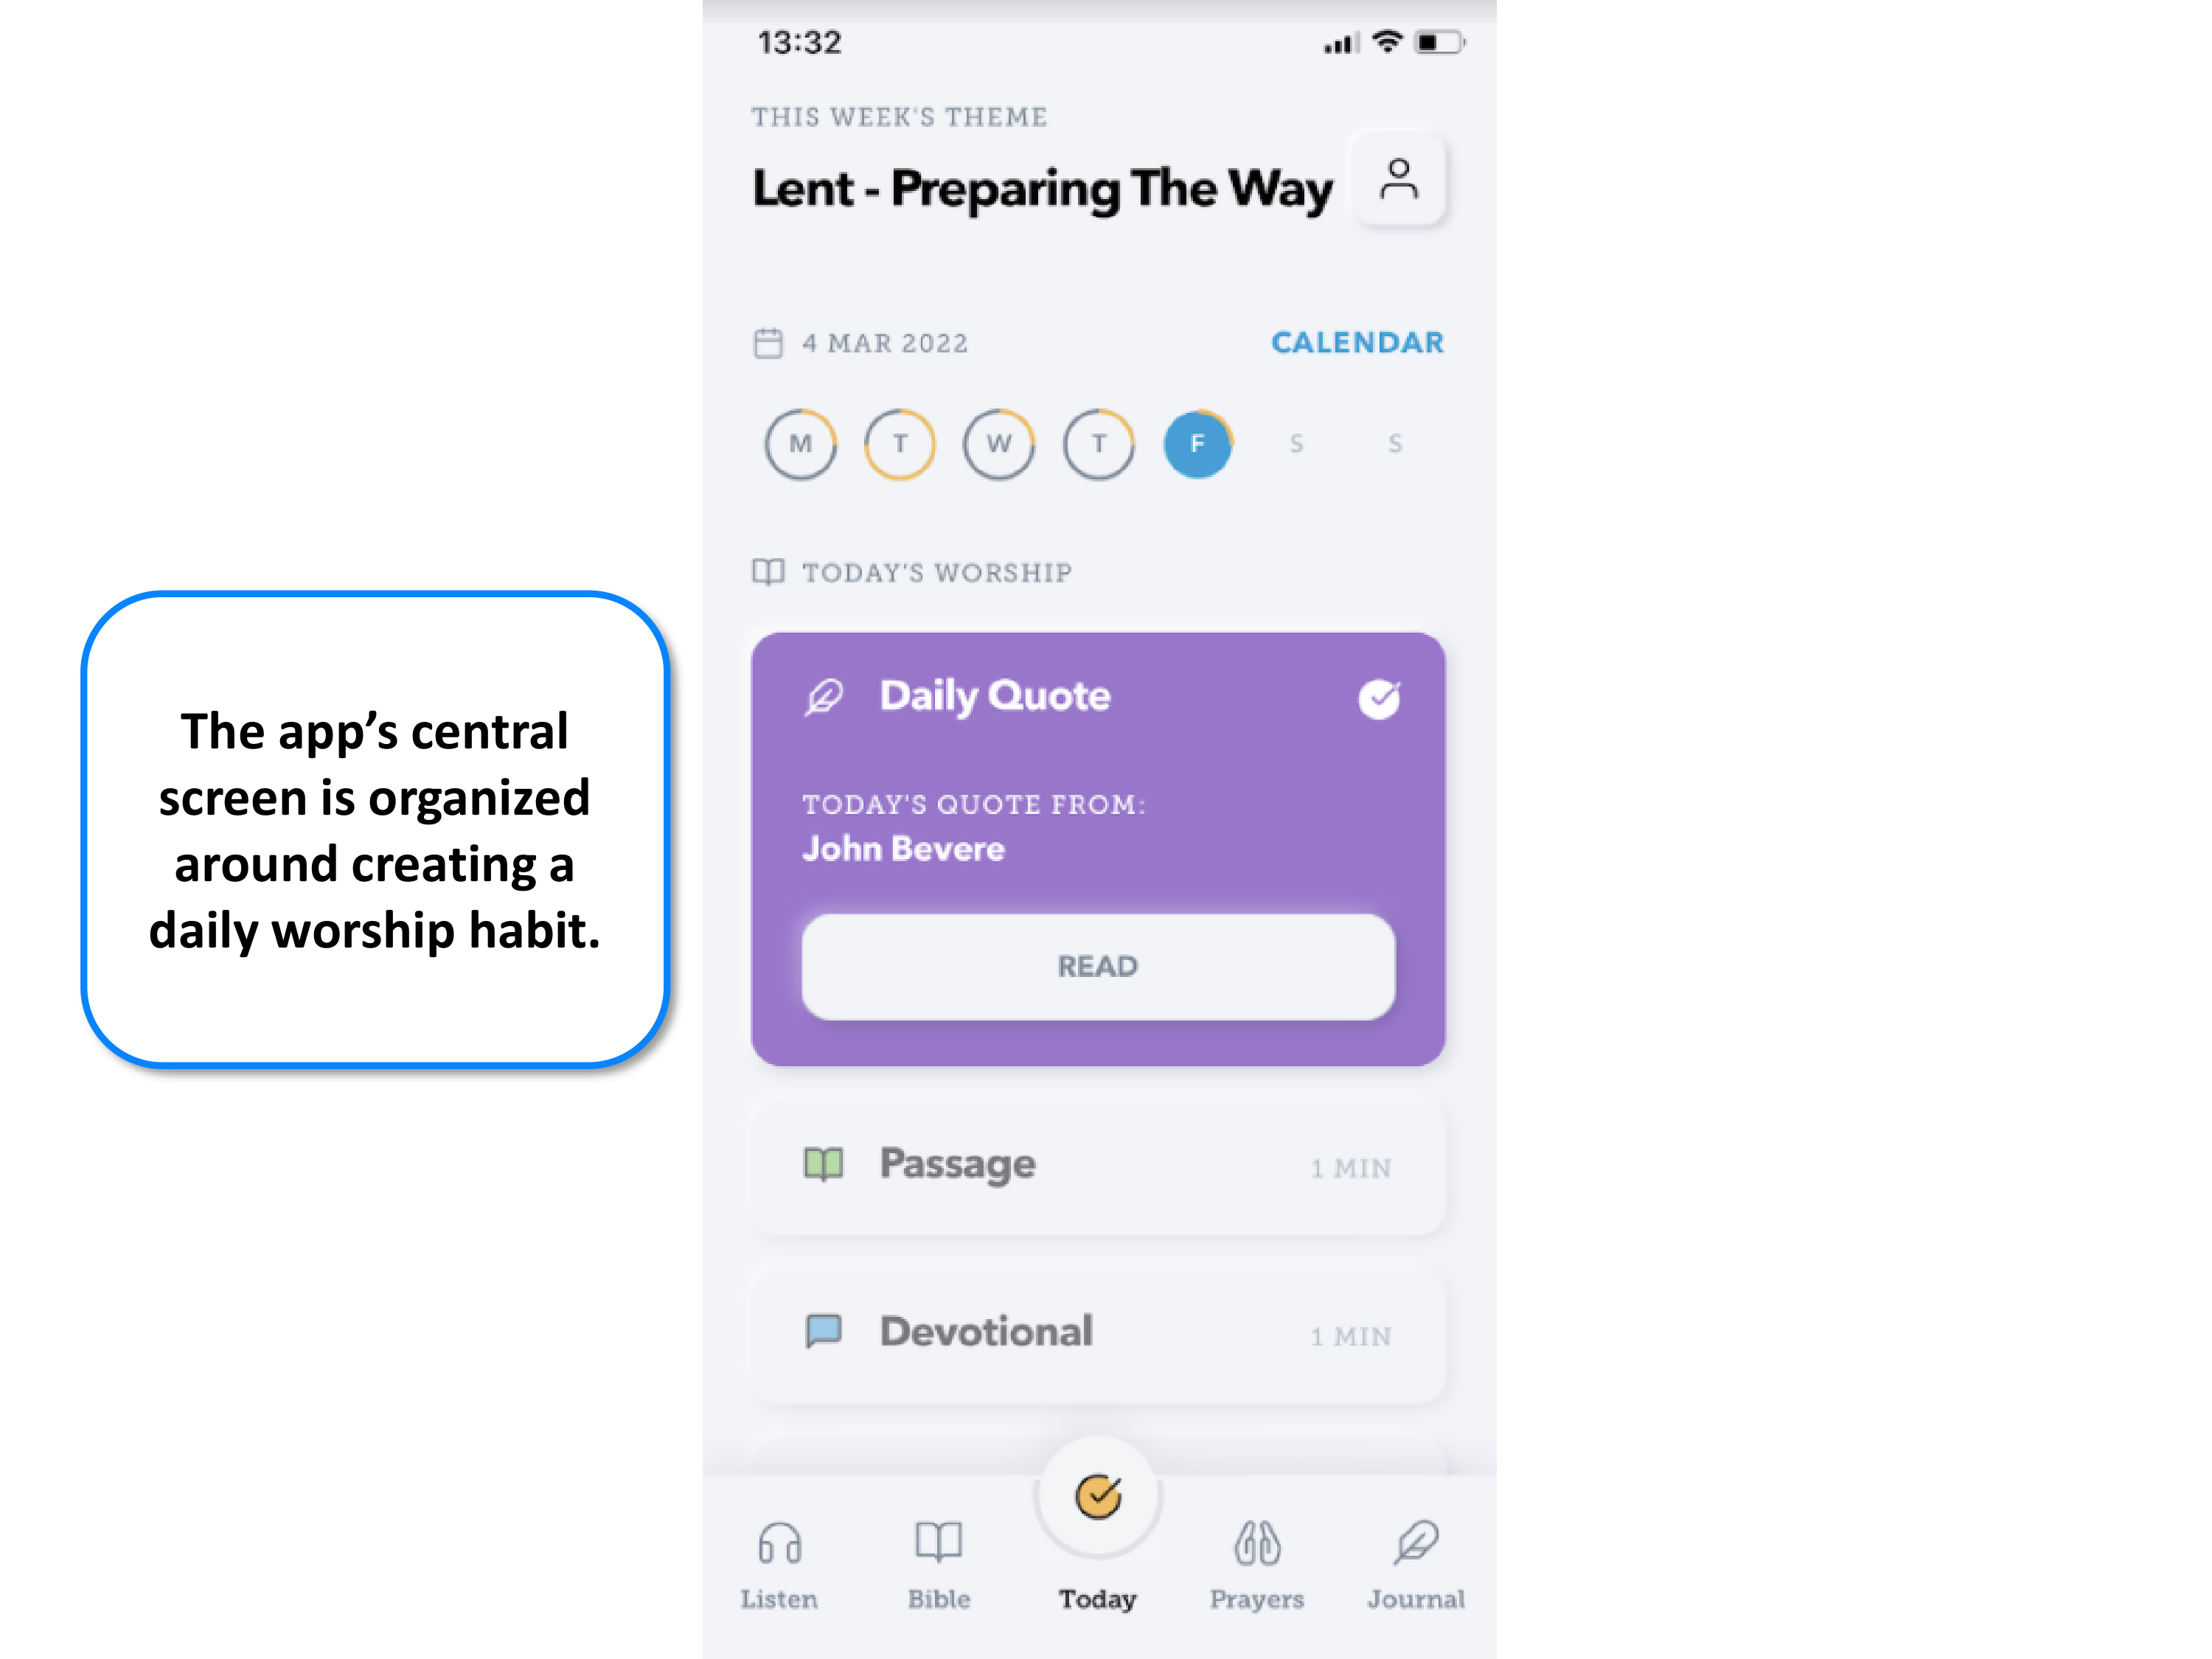 13:32
THIS WEEK'S THEME
Lent - Preparing The Way
4 MAR 2022
CALENDAR
M T W T F S S
TODAY'S WORSHIP
Daily Quote
TODAY'S QUOTE FROM:
John Bevere
READ
Passage
1 MIN
Devotional
1 MIN
Listen
Bible
Today
Prayers
Journal
The app’s central
screen is organized
around creating a
daily worship habit.